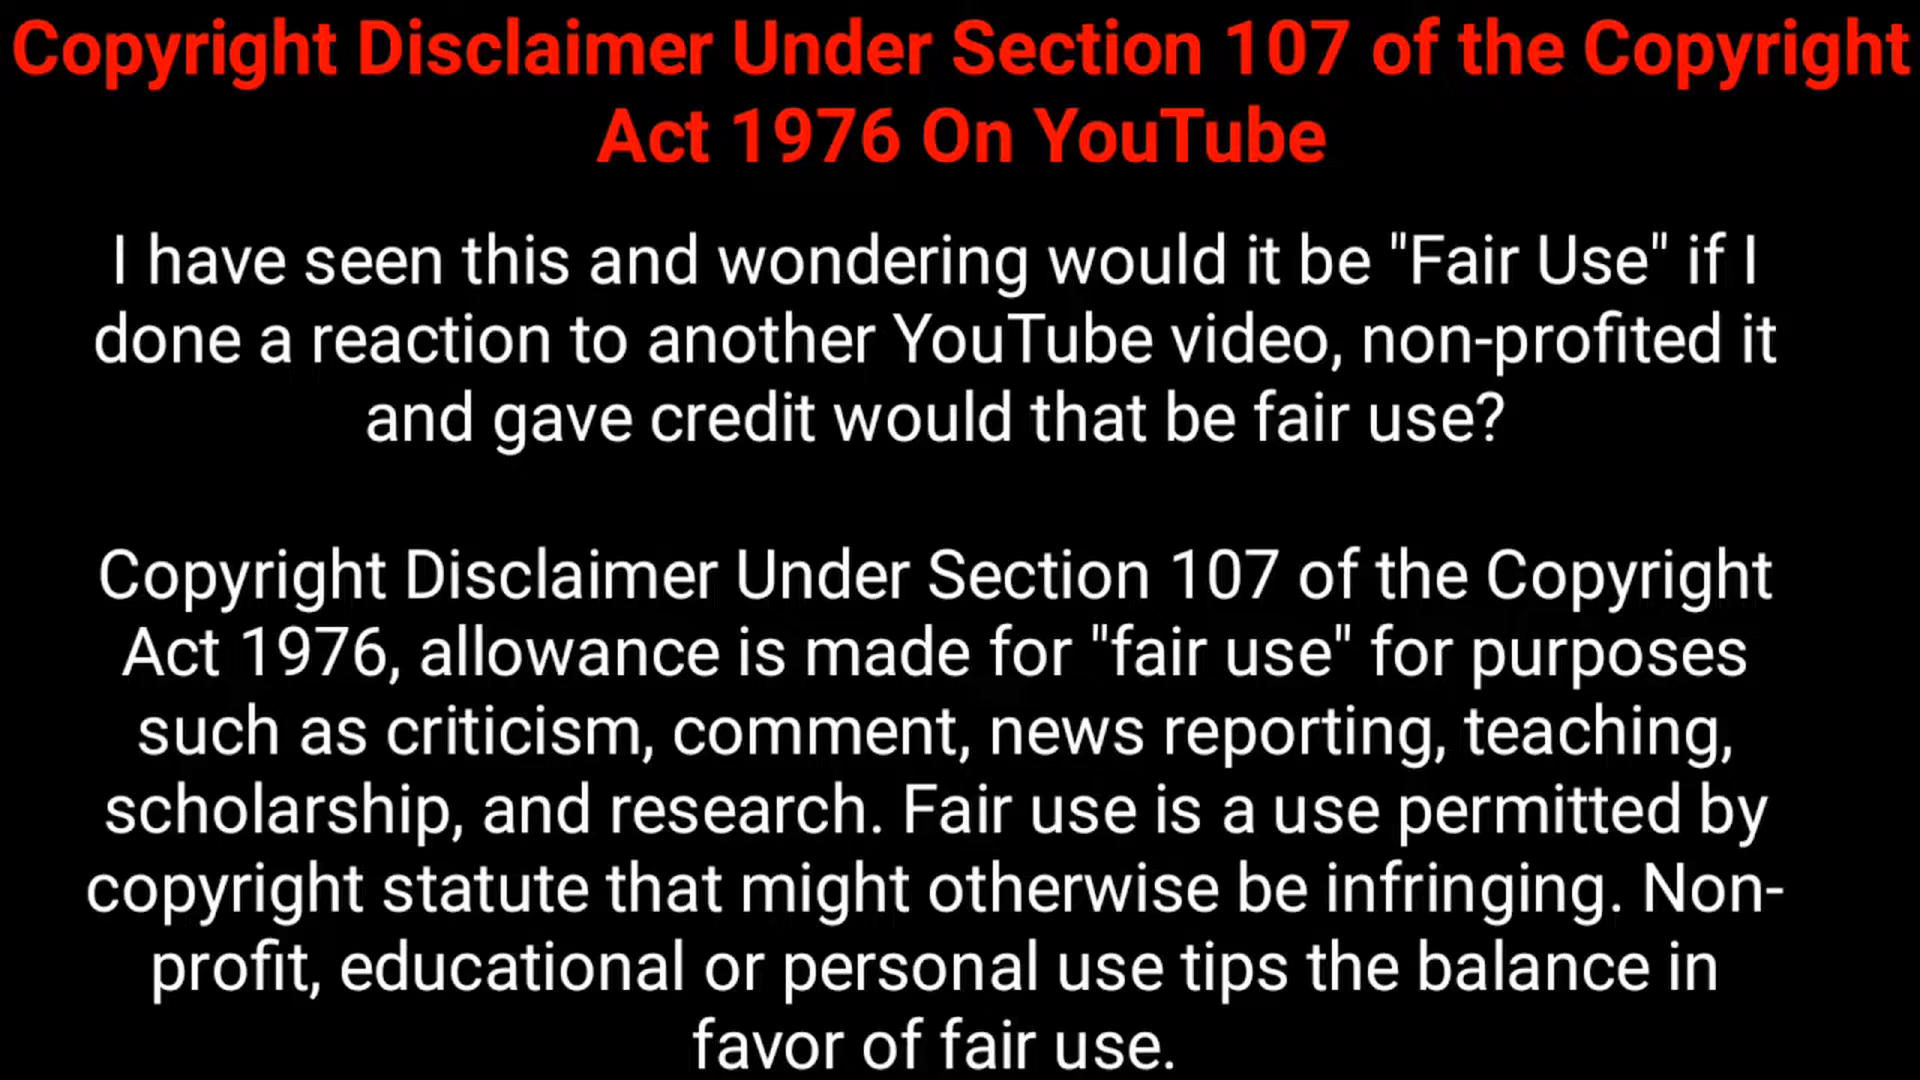 Copyright Disclaimer Under Section 107 of the Copyright
Act 1976 On YouTube
I have seen this and wondering would it be "Fair Use" if I
done a reaction to another YouTube video, non-profited it
and gave credit would that be fair use?
Copyright Disclaimer Under Section 107 of the Copyright
Act 1976, allowance is made for "fair use" for purposes
such as criticism, comment, news reporting, teaching,
scholarship, and research. Fair use is a use permitted by
copyright statute that might otherwise be infringing. Non-
profit, educational or personal use tips the balance in
favor of fair use.